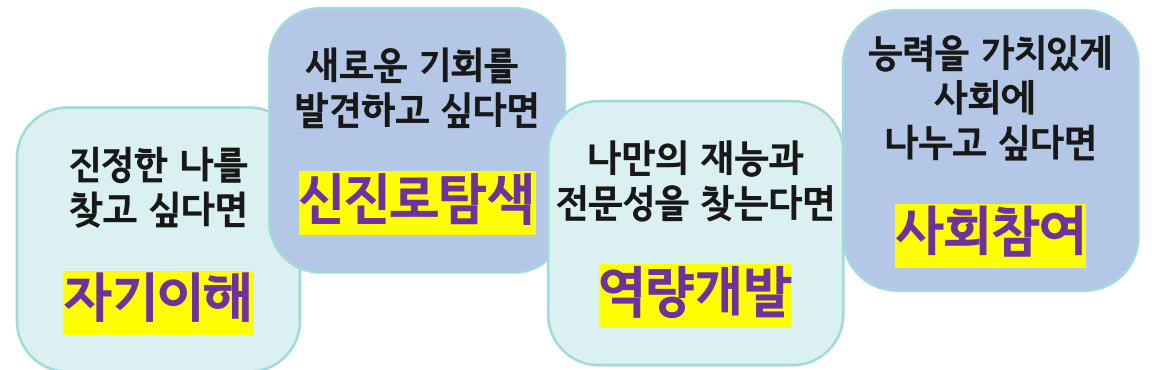 진정한 나를
찾고 싶다면
자기이해
새로운 기회를
발견하고 싶다면
신진로탐색
나만의 재능과
전문성을 찾는다면
역량개발
능력을 가치있게
사회에
나누고 싶다면
사회참여